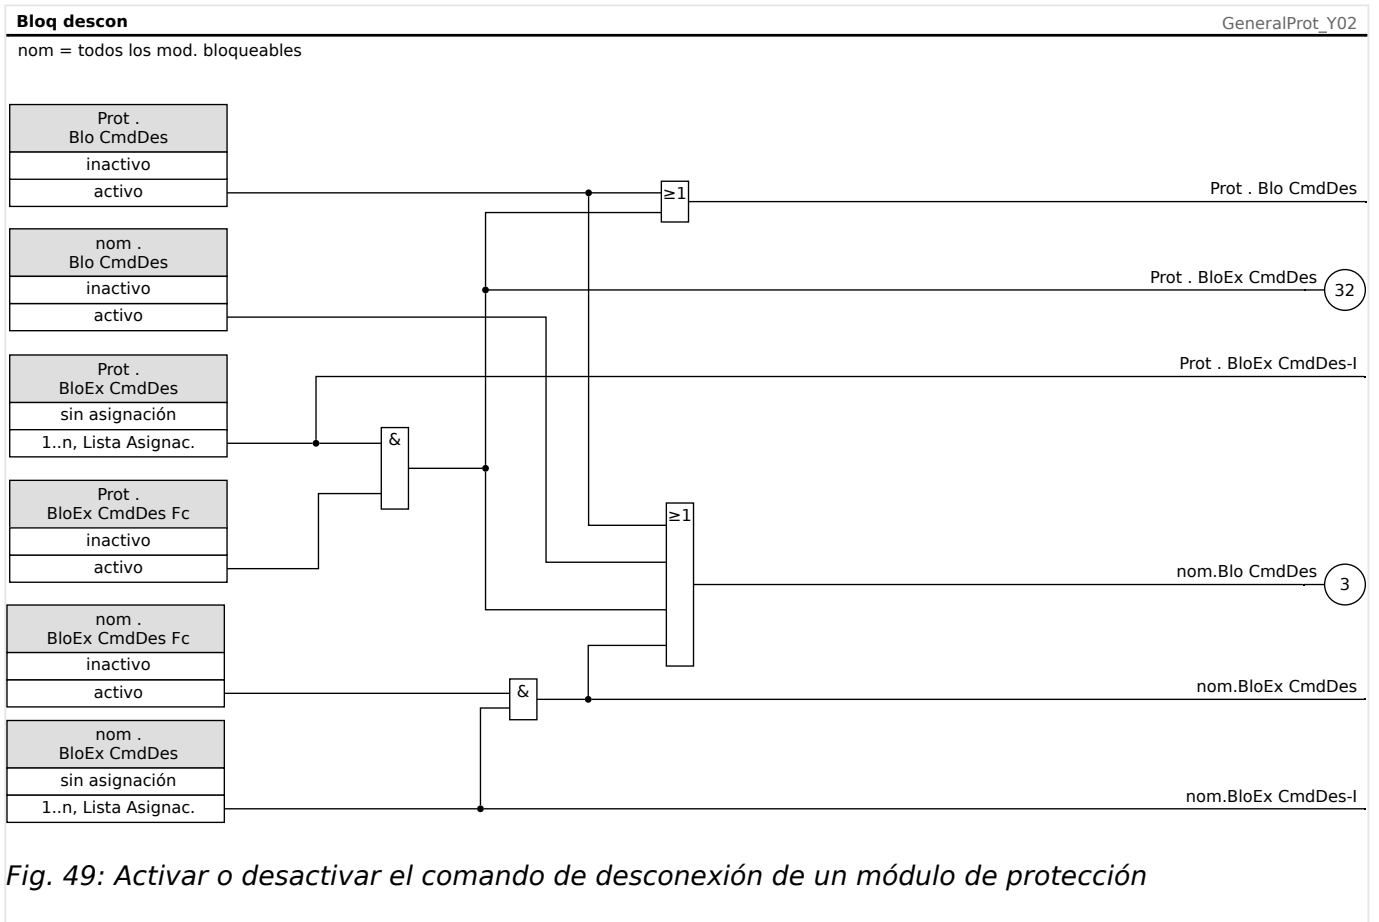 Bloq descon
GeneralProt_Y02
nom = todos los mod. bloqueables
Prot .
Blo CmdDes
inactivo
activo
≥1
Prot . Blo CmdDes
nom .
Blo CmdDes
inactivo
activo
Prot . BloEx CmdDes
32
Prot .
BloEx CmdDes
sin asignación
1..n, Lista Asignac.
Prot . BloEx CmdDes-I
&
Prot .
BloEx CmdDes Fc
inactivo
activo
≥1
nom.Blo CmdDes
3
nom .
BloEx CmdDes Fc
inactivo
activo
&
nom.BloEx CmdDes
nom .
BloEx CmdDes
sin asignación
1..n, Lista Asignac.
nom.BloEx CmdDes-I
Fig. 49: Activar o desactivar el comando de desconexión de un módulo de protección